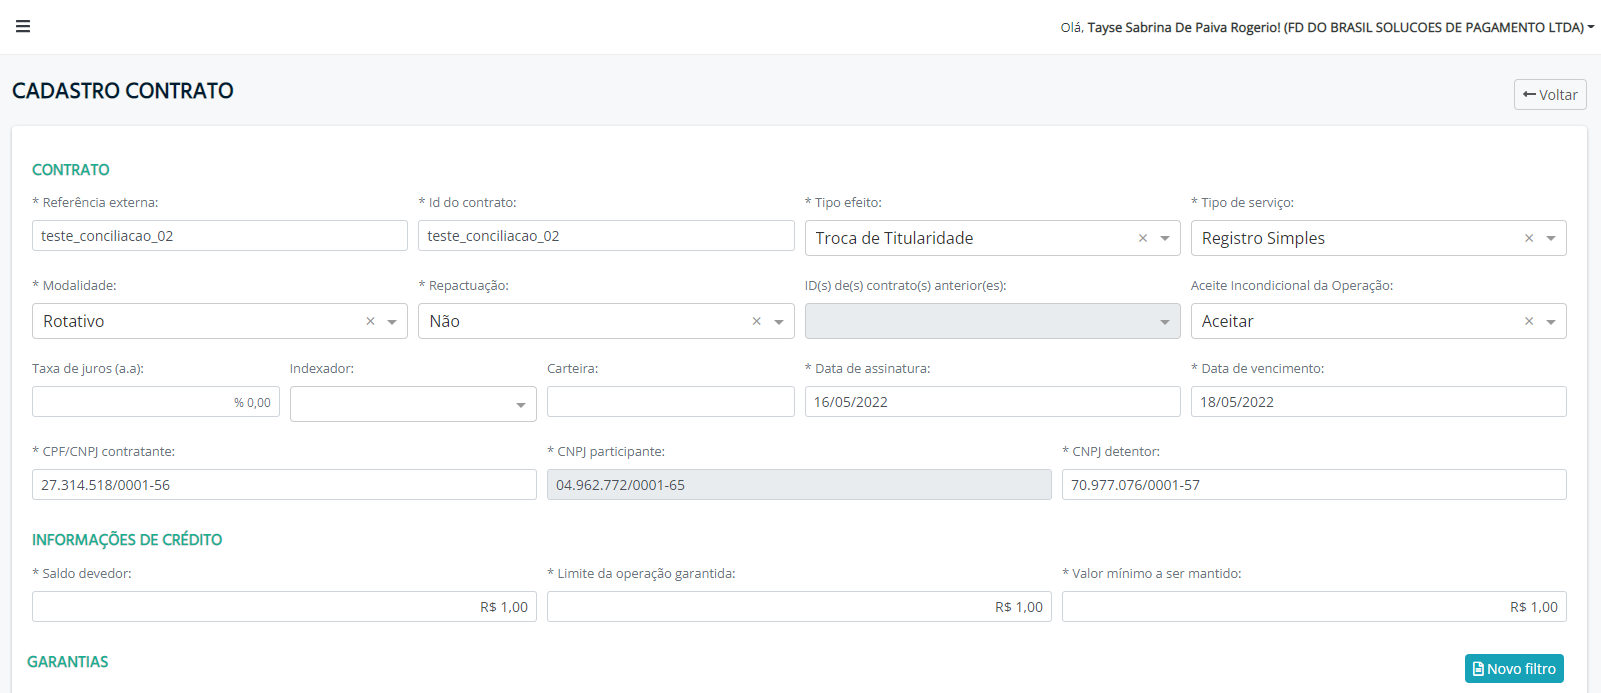 Olá, Tayse Sabrina De Paiva Rogerio! (FD DO BRASIL SOLUCOES DE PAGAMENTO LTDA)
CADASTRO CONTRATO
Voltar
CONTRATO
* Referência externa: * Id do contrato: * Tipo efeito: * Tipo de serviço:
teste_conciliacao_02 teste_conciliacao_02 Troca de Titularidade × Registro Simples ×
* Modalidade: * Repactuação: ID(s) de(s) contrato(s) anterior(es): Aceite Incondicional da Operação:
Rotativo × Não × Aceitar ×
Taxa de juros (a.a): Indexador: Carteira: * Data de assinatura: * Data de vencimento:
% 0,00 16/05/2022 18/05/2022
* CPF/CNPJ contratante: * CNPJ participante: * CNPJ detentor:
27.314.518/0001-56 04.962.772/0001-65 70.977.076/0001-57
INFORMAÇÕES DE CRÉDITO
* Saldo devedor: * Limite da operação garantida: * Valor mínimo a ser mantido:
R$ 1,00 R$ 1,00 R$ 1,00
GARANTIAS Novo filtro